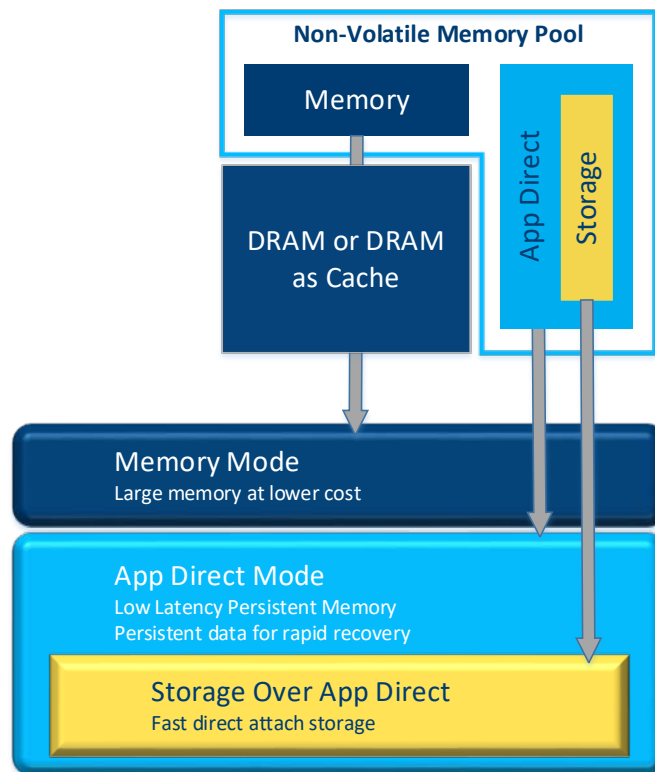 Non-Volatile Memory Pool
Memory
App Direct
Storage
DRAM or DRAM
as Cache
Memory Mode
Large memory at lower cost
App Direct Mode
Low Latency Persistent Memory
Persistent data for rapid recovery
Storage Over App Direct
Fast direct attach storage